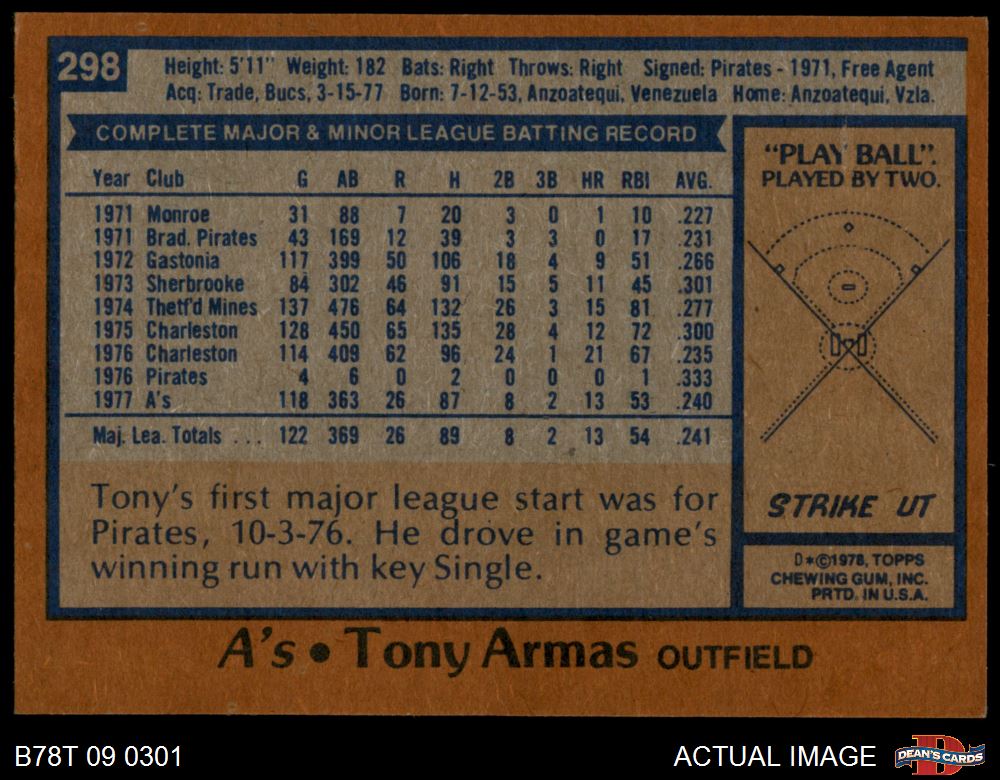 298
Height: 5'11" Weight: 182 Bats: Right Throws: Right Signed: Pirates - 1971, Free Agent
Acq: Trade, Bucs, 3-15-77 Born: 7-12-53, Anzoatequi, Venezuela Home: Anzoatequi, Vzla.
COMPLETE MAJOR & MINOR LEAGUE BATTING RECORD
Year Club G AB R H 2B 3B HR RBI AVG.
1971 Monroe 31 88 7 20 3 0 1 10 .227
1971 Brad. Pirates 43 169 12 39 3 3 0 17 .231
1972 Gastonia 117 399 50 106 18 4 9 51 .266
1973 Sherbrooke 84 302 46 91 15 5 11 45 .301
1974 Thetf'd Mines 137 476 64 132 26 3 15 81 .277
1975 Charleston 128 450 65 135 28 4 12 72 .300
1976 Charleston 114 409 62 96 24 1 21 67 .235
1976 Pirates 4 6 0 2 0 0 0 1 .333
1977 A's 118 363 26 87 8 2 13 53 .240
Maj. Lea. Totals . . . 122 369 26 89 8 2 13 54 .241
Tony's first major league start was for
Pirates, 10-3-76. He drove in game's
winning run with key Single.
"PLAY BALL".
PLAYED BY TWO.
STRIKE UT
D*©1978, TOPPS
CHEWING GUM, INC.
PRTD. IN U.S.A.
A's • Tony Armas OUTFIELD
B78T 09 0301
ACTUAL IMAGE
DEAN'S CARDS